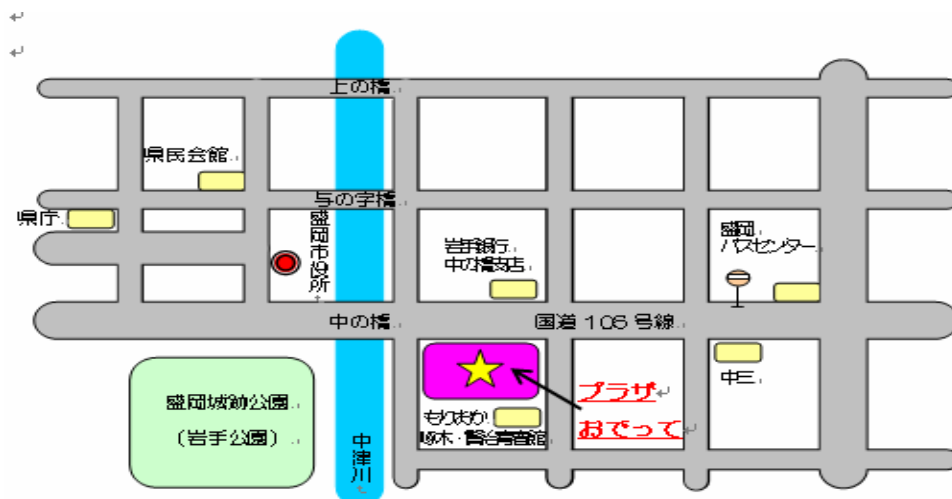 上の橋
県民会館
与の字橋
県庁
盛岡市役所
岩手銀行
中の橋支店
盛岡
バスセンター
中の橋
国道106号線
中三
プラザ
おでって
盛岡城跡公園
(岩手公園)
もりおか
啄木・賢治青春館
中津川